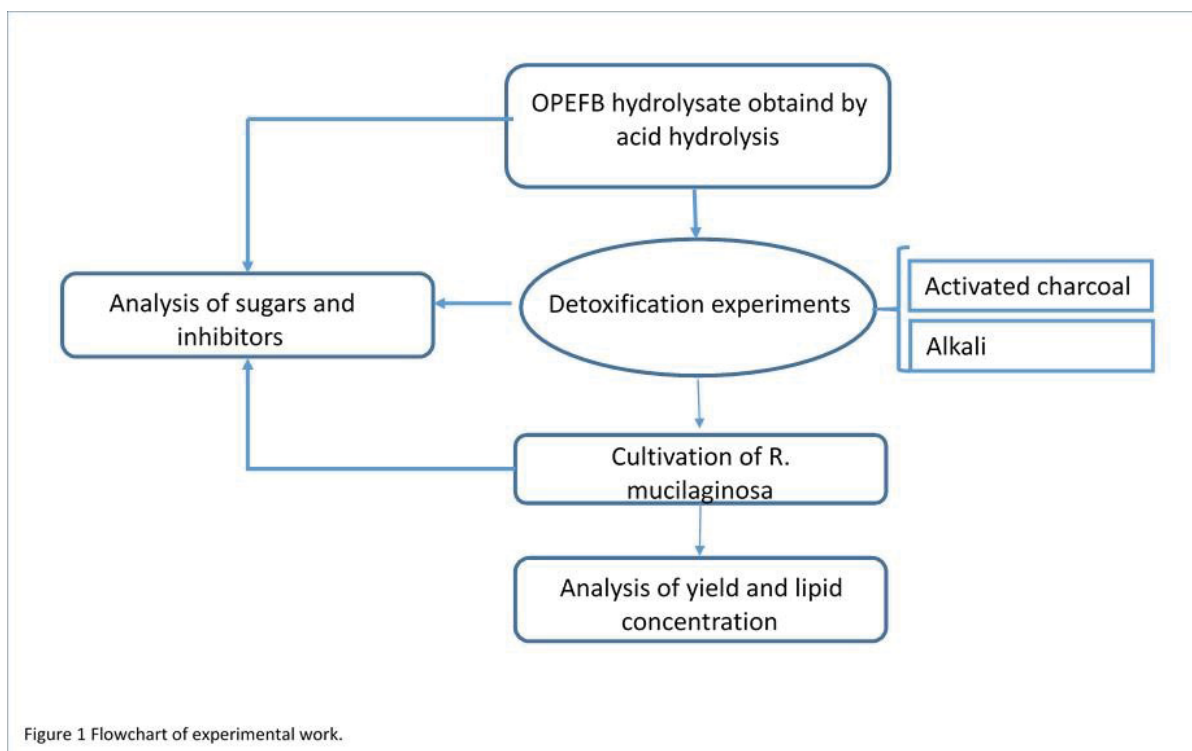 OPEFB hydrolysate obtaind by
acid hydrolysis
Analysis of sugars and
inhibitors
Detoxification experiments
Activated charcoal
Alkali
Cultivation of R.
mucilaginosa
Analysis of yield and lipid
concentration
Figure 1 Flowchart of experimental work.